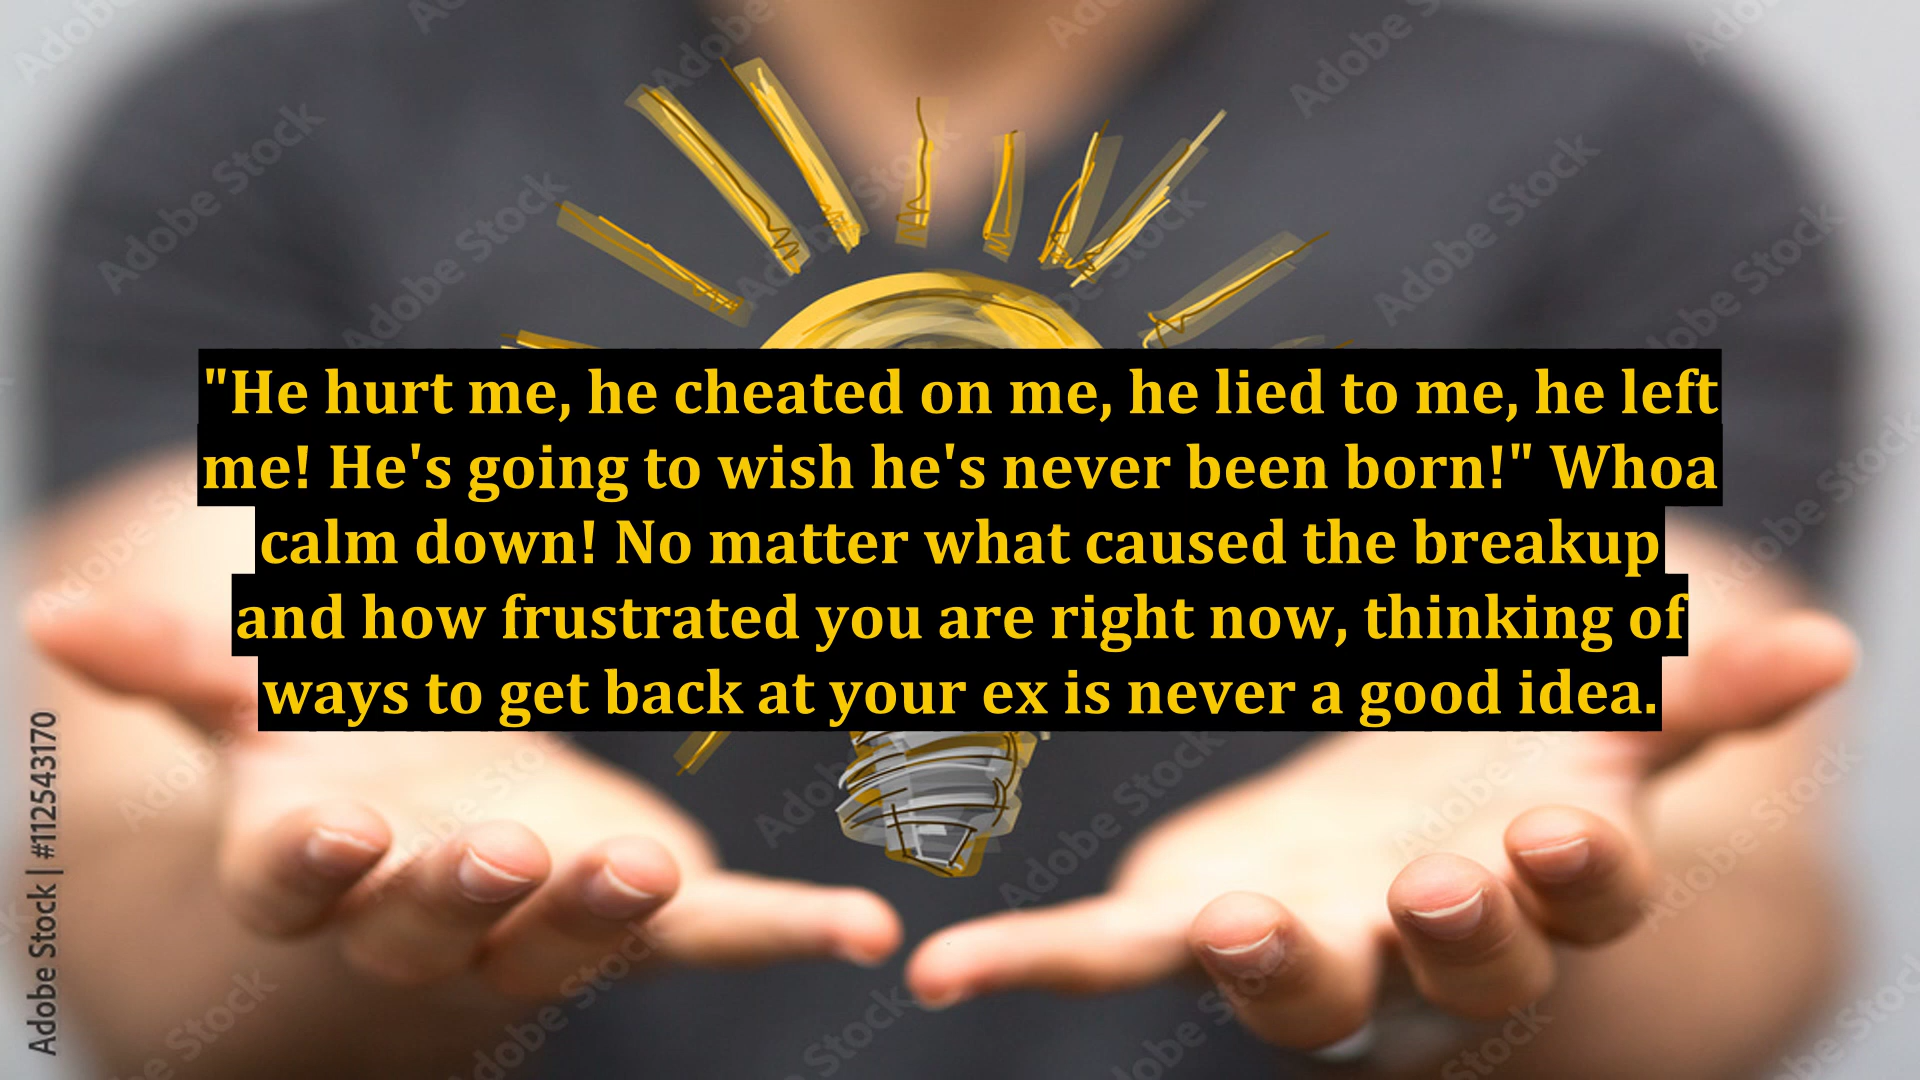 "He hurt me, he cheated on me, he lied to me, he left
me! He's going to wish he's never been born!" Whoa
calm down! No matter what caused the breakup
and how frustrated you are right now, thinking of
ways to get back at your ex is never a good idea.
Adobe Stock | #112543170
Adobe Stock